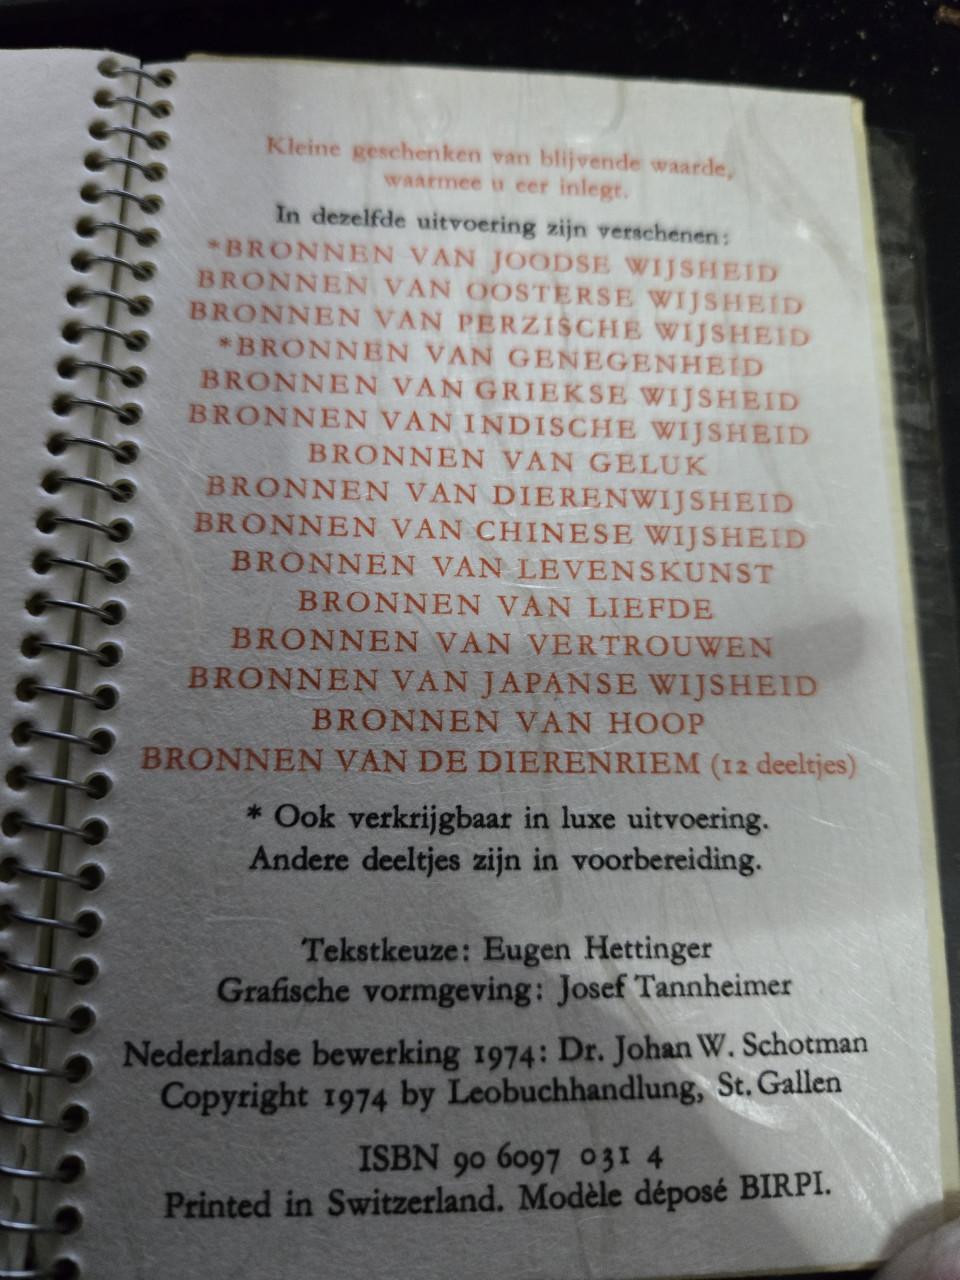 Kleine geschenken van blijvende waarde,
waarmee u eer inlegt.
In dezelfde uitvoering zijn verschenen:
*BRONNEN VAN JOODSE WIJSHEID
BRONNEN VAN OOSTERSE WIJSHEID
BRONNEN VAN PERZISCHE WIJSHEID
*BRONNEN VAN GENEGENHEID
BRONNEN VAN GRIEKSE WIJSHEID
BRONNEN VAN INDISCHE WIJSHEID
BRONNEN VAN GELUK
BRONNEN VAN DIERENWIJSHEID
BRONNEN VAN CHINESE WIJSHEID
BRONNEN VAN LEVENSKUNST
BRONNEN VAN LIEFDE
BRONNEN VAN VERTROUWEN
BRONNEN VAN JAPANSE WIJSHEID
BRONNEN VAN HOOP
BRONNEN VAN DE DIERENRIEM (12 deeltjes)
* Ook verkrijgbaar in luxe uitvoering.
Andere deeltjes zijn in voorbereiding.
Tekstkeuze: Eugen Hettinger
Grafische vormgeving: Josef Tannheimer
Nederlandse bewerking 1974: Dr. Johan W. Schotman
Copyright 1974 by Leobuchhandlung, St. Gallen
ISBN 90 6097 031 4
Printed in Switzerland. Modèle déposé BIRPI.